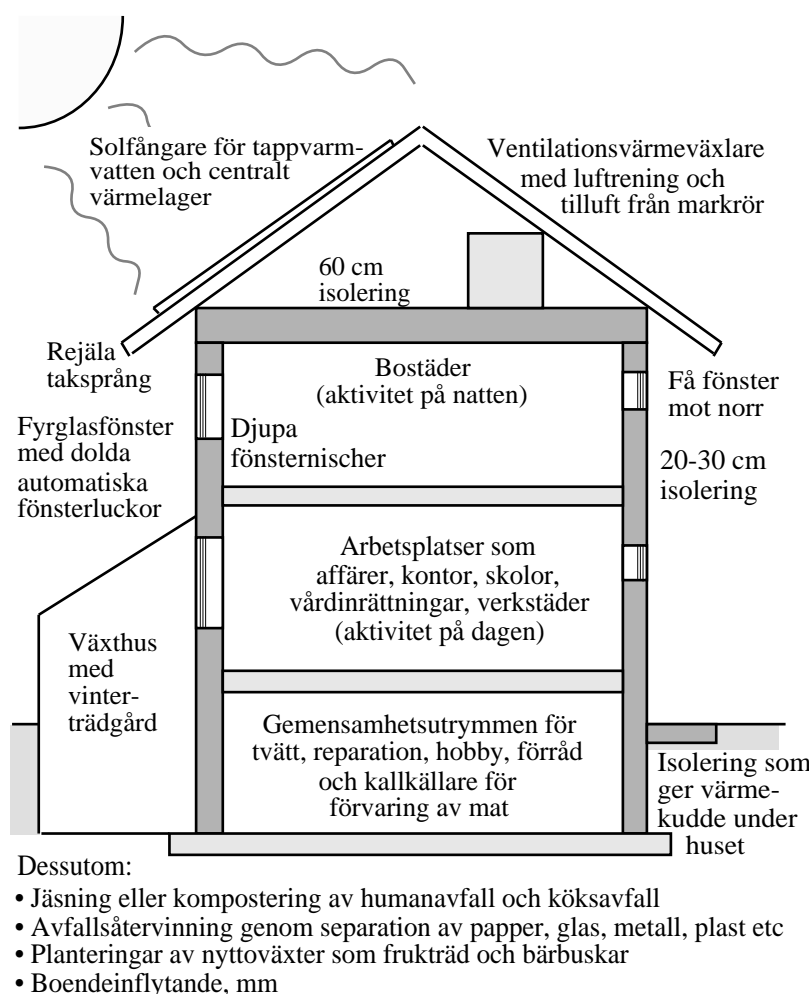 Solfångare för tappvarm-
vatten och centralt
värmelager
Ventilationsvärmeväxlare
med luftrening och
tilluft från markrör
60 cm
isolering
Rejäla
taksprång
Bostäder
(aktivitet på natten)
Få fönster
mot norr
Fyrglasfönster
med dolda
automatiska
fönsterluckor
Djupa
fönsternischer
20-30 cm
isolering
Arbetsplatser som
affärer, kontor, skolor,
vårdinrättningar, verkstäder
(aktivitet på dagen)
Växthus
med
vinter-
trädgård
Gemensamhetsutrymmen för
tvätt, reparation, hobby, förråd
och kallkällare för
förvaring av mat
Isolering som
ger värme-
kudde under
huset
Dessutom:
• Jäsning eller kompostering av humanavfall och köksavfall
• Avfallsåtervinning genom separation av papper, glas, metall, plast etc
• Planteringar av nyttoväxter som frukträd och bärbuskar
• Boendeinflytande, mm